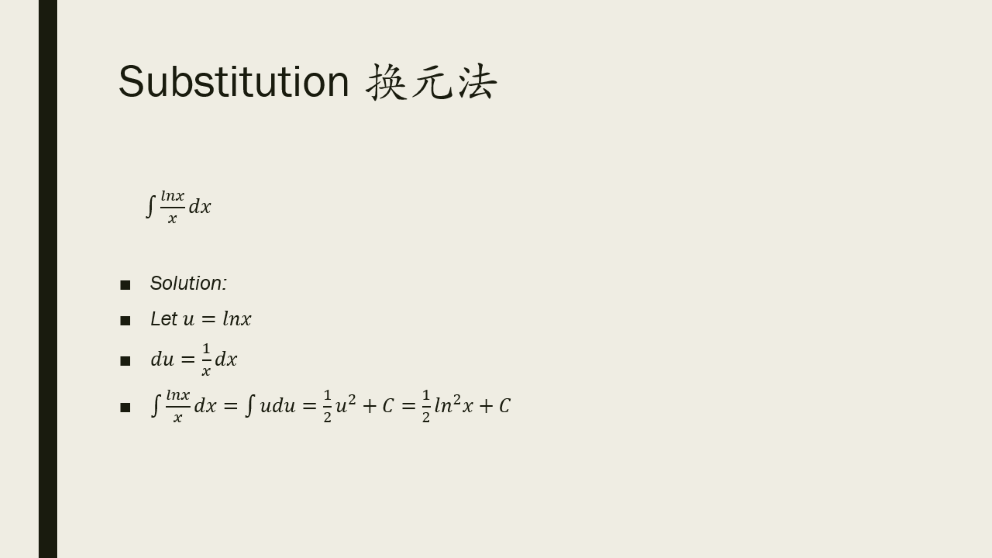 Substitution 换元法
∫ lnx/x dx
■ Solution:
■ Let u = lnx
■ du = 1/x dx
■ ∫ lnx/x dx = ∫ udu = 1/2 u² + C = 1/2 ln²x + C